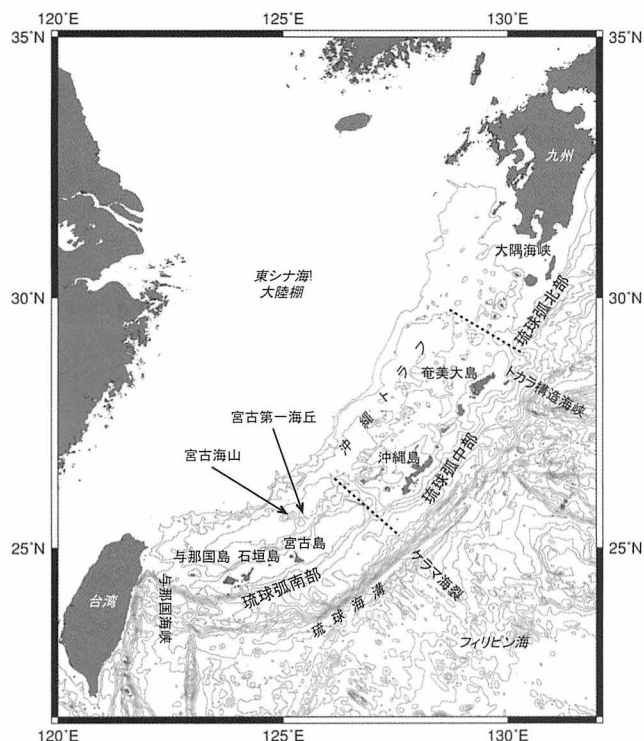 120°E
125°E
130°E
35°N
35°N
九州
大隅海峡
東シナ海!
大陸棚
30°N
30°N
琉球弧北部
トカラ構造海峡
奄美大島
沖縄トラフ
宮古第一海丘
宮古海山
沖縄島
琉球弧中部
25°N
25°N
宮古島
与那国島
石垣島
ケラマ海裂
琉球弧南部
台湾
与那国海峡
琉球海溝
フィリピン海
120°E
125°E
130°E